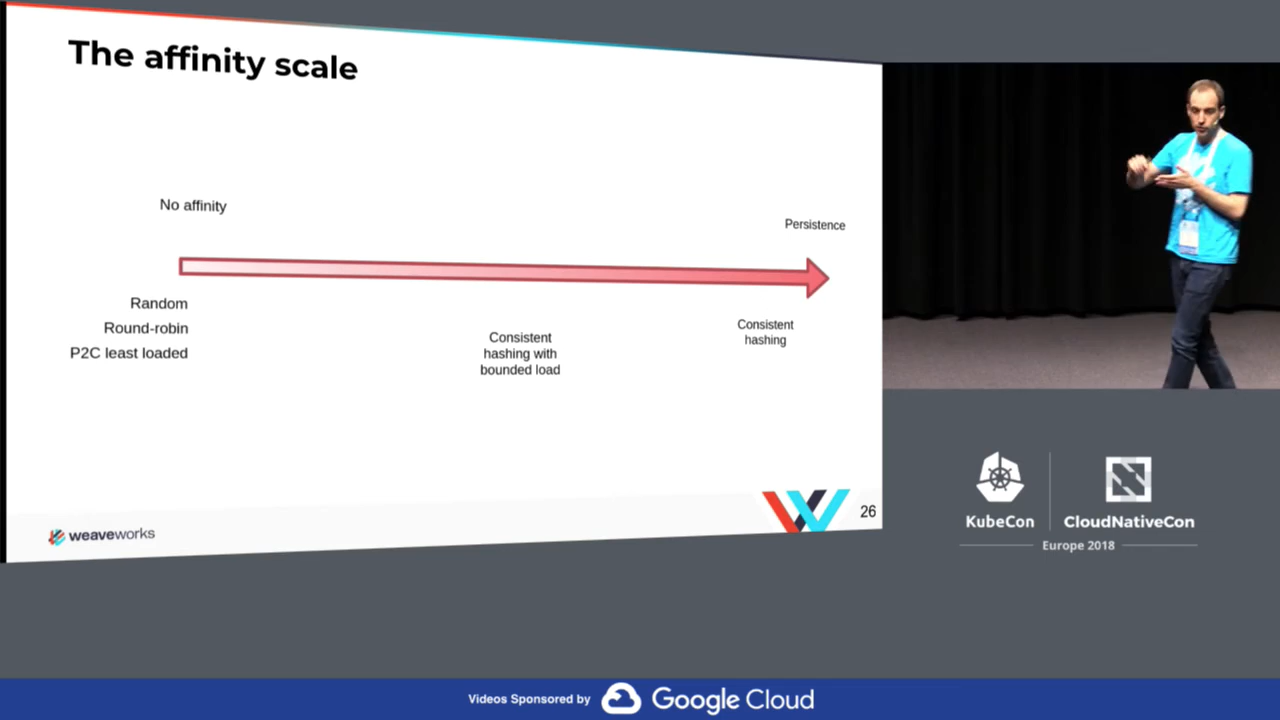 The affinity scale
No affinity
Persistence
Random
Round-robin
P2C least loaded
Consistent
hashing with
bounded load
Consistent
hashing
weaveworks
26
KubeCon
CloudNativeCon
Europe 2018
Videos Sponsored by
Google Cloud